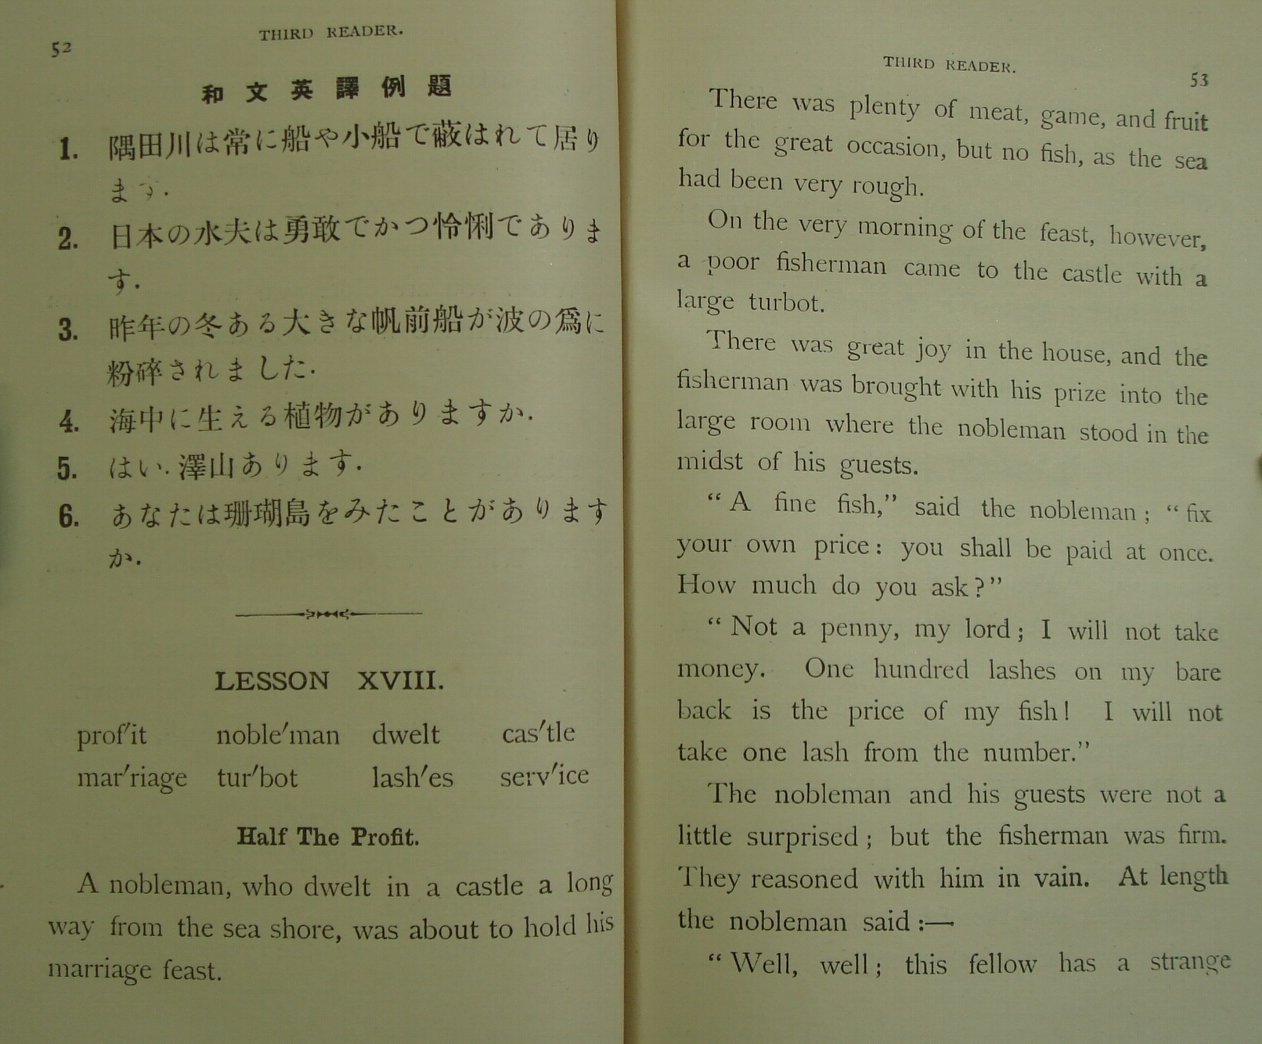 52
THIRD READER.
和文英譯例題
1. 隅田川は常に船や小船で蔽はれて居り
ます.
2. 日本の水夫は勇敢でかつ怜悧でありま
す.
3. 昨年の冬ある大きな帆前船が波の爲に
粉碎されました.
4. 海中に生える植物がありますか.
5. はい.澤山あります.
6. あなたは珊瑚島をみたことがあります
か.
LESSON XVIII.
prof′it noble′man dwelt cas′tle
mar′riage tur′bot lash′es serv′ice
Half The Profit.
A nobleman, who dwelt in a castle a long
way from the sea shore, was about to hold his
marriage feast.
THIRD READER.
53
There was plenty of meat, game, and fruit
for the great occasion, but no fish, as the sea
had been very rough.
On the very morning of the feast, however,
a poor fisherman came to the castle with a
large turbot.
There was great joy in the house, and the
fisherman was brought with his prize into the
large room where the nobleman stood in the
midst of his guests.
“A fine fish,” said the nobleman; “fix
your own price: you shall be paid at once.
How much do you ask?”
“Not a penny, my lord; I will not take
money. One hundred lashes on my bare
back is the price of my fish! I will not
take one lash from the number.”
The nobleman and his guests were not a
little surprised; but the fisherman was firm.
They reasoned with him in vain. At length
the nobleman said:—
“Well, well; this fellow has a strange